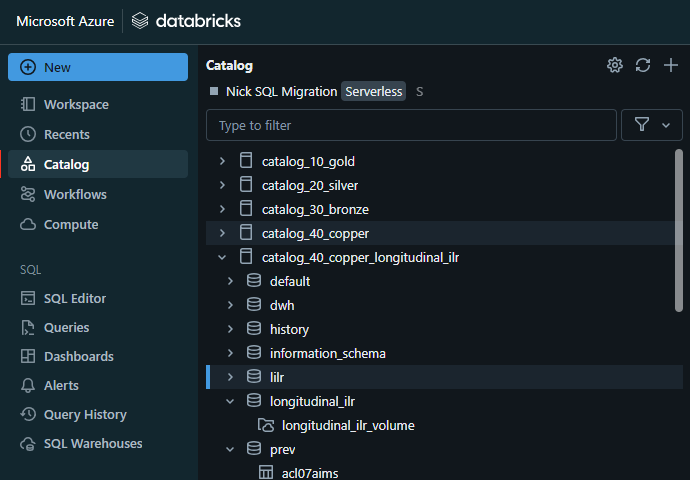 Microsoft Azure databricks
New
Workspace
Recents
Catalog
Workflows
Compute
SQL
SQL Editor
Queries
Dashboards
Alerts
Query History
SQL Warehouses
Catalog
Nick SQL Migration Serverless S
Type to filter
catalog_10_gold
catalog_20_silver
catalog_30_bronze
catalog_40_copper
catalog_40_copper_longitudinal_ilr
default
dwh
history
information_schema
lilr
longitudinal_ilr
longitudinal_ilr_volume
prev
acl07aims